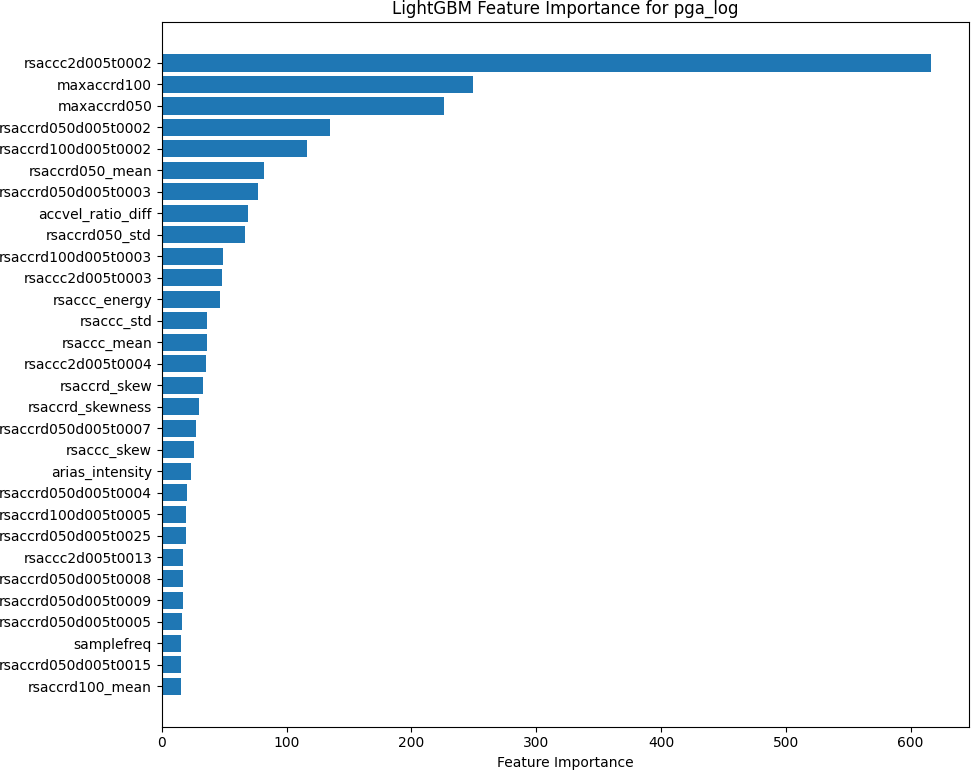 LightGBM Feature Importance for pga_log
rsaccc2d005t0002
maxaccrd100
maxaccrd050
rsaccrd050d005t0002
rsaccrd100d005t0002
rsaccrd050_mean
rsaccrd050d005t0003
accvel_ratio_diff
rsaccrd050_std
rsaccrd100d005t0003
rsaccc2d005t0003
rsaccc_energy
rsaccc_std
rsaccc_mean
rsaccc2d005t0004
rsaccrd_skew
rsaccrd_skewness
rsaccrd050d005t0007
rsaccc_skew
arias_intensity
rsaccrd050d005t0004
rsaccrd100d005t0005
rsaccrd050d005t0025
rsaccc2d005t0013
rsaccrd050d005t0008
rsaccrd050d005t0009
rsaccrd050d005t0005
samplefreq
rsaccrd050d005t0015
rsaccrd100_mean
0 100 200 300 400 500 600
Feature Importance